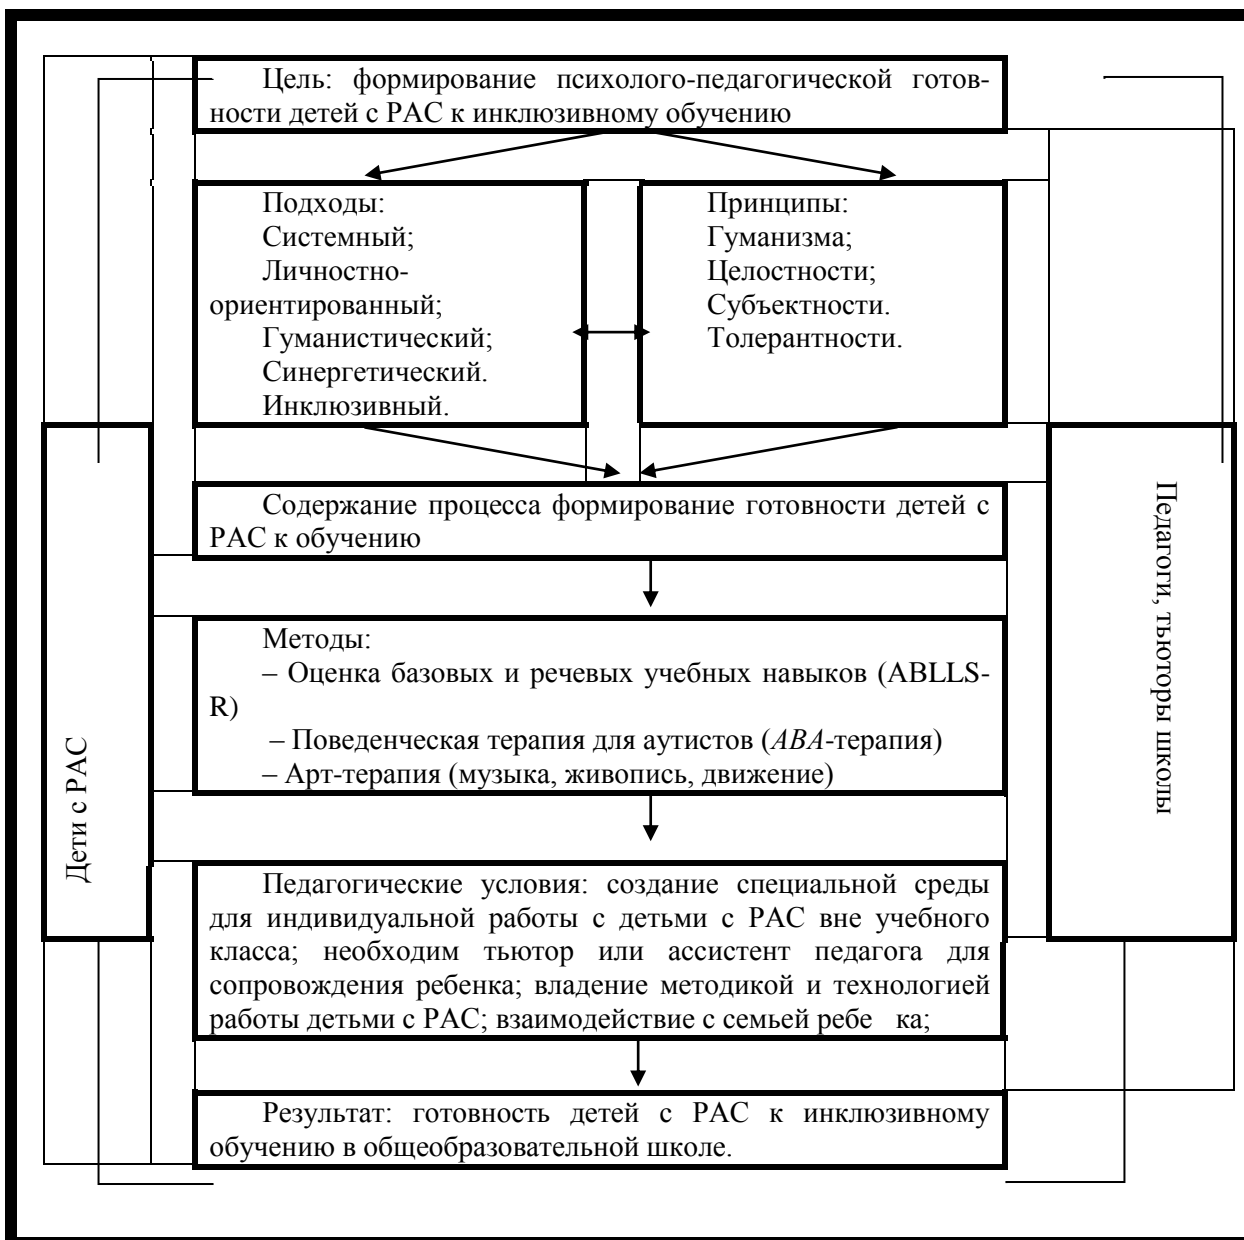 Цель: формирование психолого-педагогической готов-
ности детей с РАС к инклюзивному обучению
Подходы:
Системный;
Личностно-
ориентированный;
Гуманистический;
Синергетический.
Инклюзивный.
Принципы:
Гуманизма;
Целостности;
Субъектности.
Толерантности.
Содержание процесса формирование готовности детей с
РАС к обучению
Методы:
– Оценка базовых и речевых учебных навыков (ABLLS-
R)
– Поведенческая терапия для аутистов (ABA-терапия)
– Арт-терапия (музыка, живопись, движение)
Педагогические условия: создание специальной среды
для индивидуальной работы с детьми с РАС вне учебного
класса; необходим тьютор или ассистент педагога для
сопровождения ребенка; владение методикой и технологией
работы детьми с РАС; взаимодействие с семьей ребе ка;
Результат: готовность детей с РАС к инклюзивному
обучению в общеобразовательной школе.
Дети с РАС
Педагоги, тьюторы школы